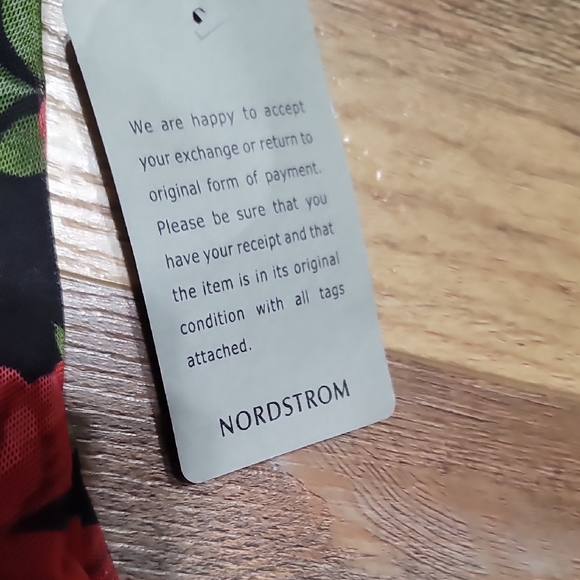 We are happy to accept
your exchange or return to
original form of payment.
Please be sure that you
have your receipt and that
the item is in its original
condition with all tags
attached.
NORDSTROM